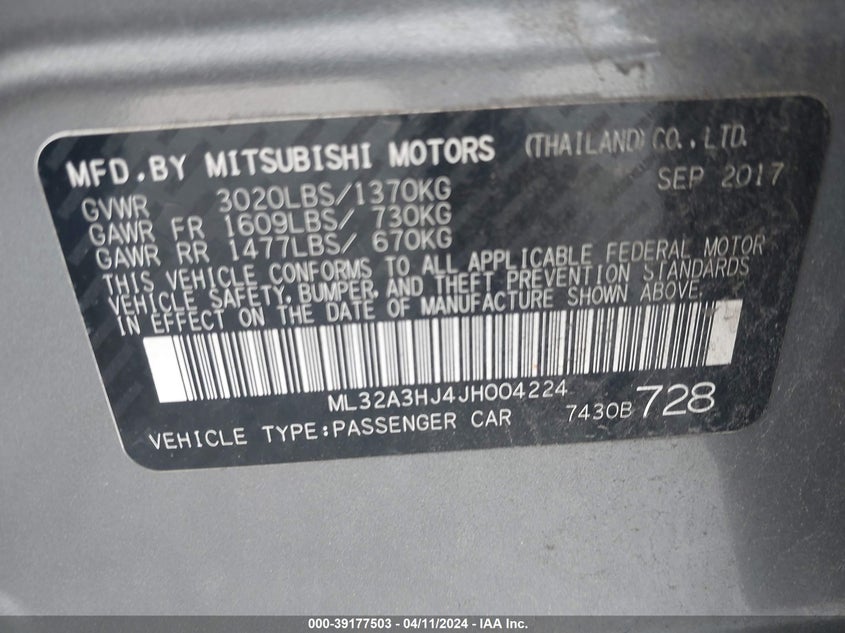 MFD.BY MITSUBISHI MOTORS (THAILAND) CO.,LTD.
SEP 2017
GVWR 3020LBS/1370KG
GAWR FR 1609LBS/ 730KG
GAWR RR 1477LBS/ 670KG
THIS VEHICLE CONFORMS TO ALL APPLICABLE FEDERAL MOTOR
VEHICLE SAFETY, BUMPER, AND THEFT PREVENTION STANDARDS
IN EFFECT ON THE DATE OF MANUFACTURE SHOWN ABOVE.
ML32A3HJ4JH004224
7430B 728
VEHICLE TYPE:PASSENGER CAR
000-39177503 - 04/11/2024 - IAA Inc.